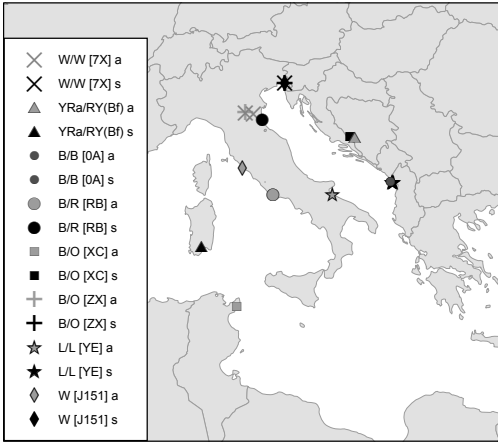 W/W [7X] a
W/W [7X] s
YRa/RY(Bf) a
YRa/RY(Bf) s
B/B [0A] a
B/B [0A] s
B/R [RB] a
B/R [RB] s
B/O [XC] a
B/O [XC] s
B/O [ZX] a
B/O [ZX] s
L/L [YE] a
L/L [YE] s
W [J151] a
W [J151] s